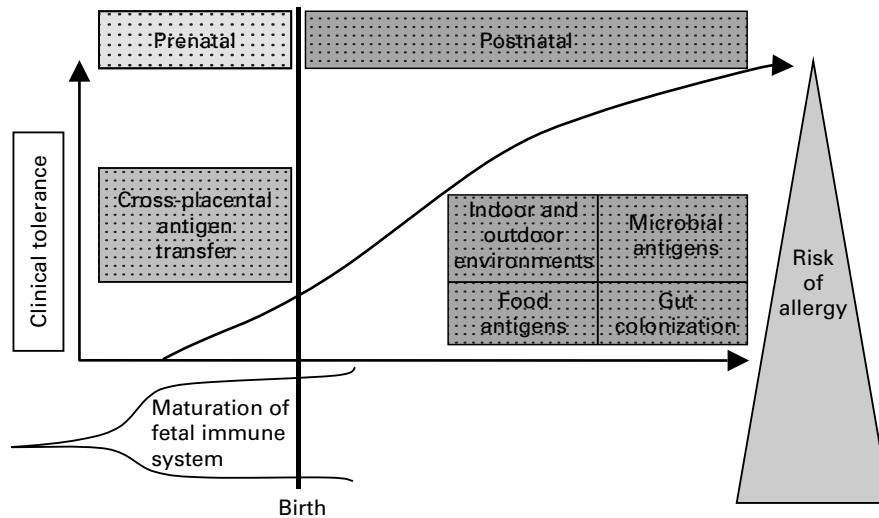 Prenatal
Postnatal
Clinical tolerance
Cross-placental
antigen
transfer
Indoor and
outdoor
environments
Microbial
antigens
Food
antigens
Gut
colonization
Risk
of
allergy
Maturation of
fetal immune
system
Birth